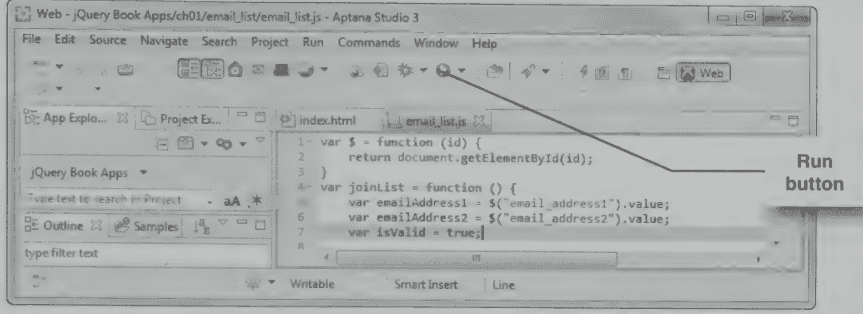 Web - jQuery Book Apps/ch01/email_list/email_list.js - Aptana Studio 3
File Edit Source Navigate Search Project Run Commands Window Help
Web
App Explo... Project Ex...
index.html email_list.js
jQuery Book Apps
Type text to search in Project aA .*
Outline Samples
type filter text
1 var $ = function (id) {
2 return document.getElementById(id);
3 }
4 var joinList = function () {
5 var emailAddress1 = $("email_address1").value;
6 var emailAddress2 = $("email_address2").value;
7 var isValid = true;
8
Writable Smart Insert Line
Run
button